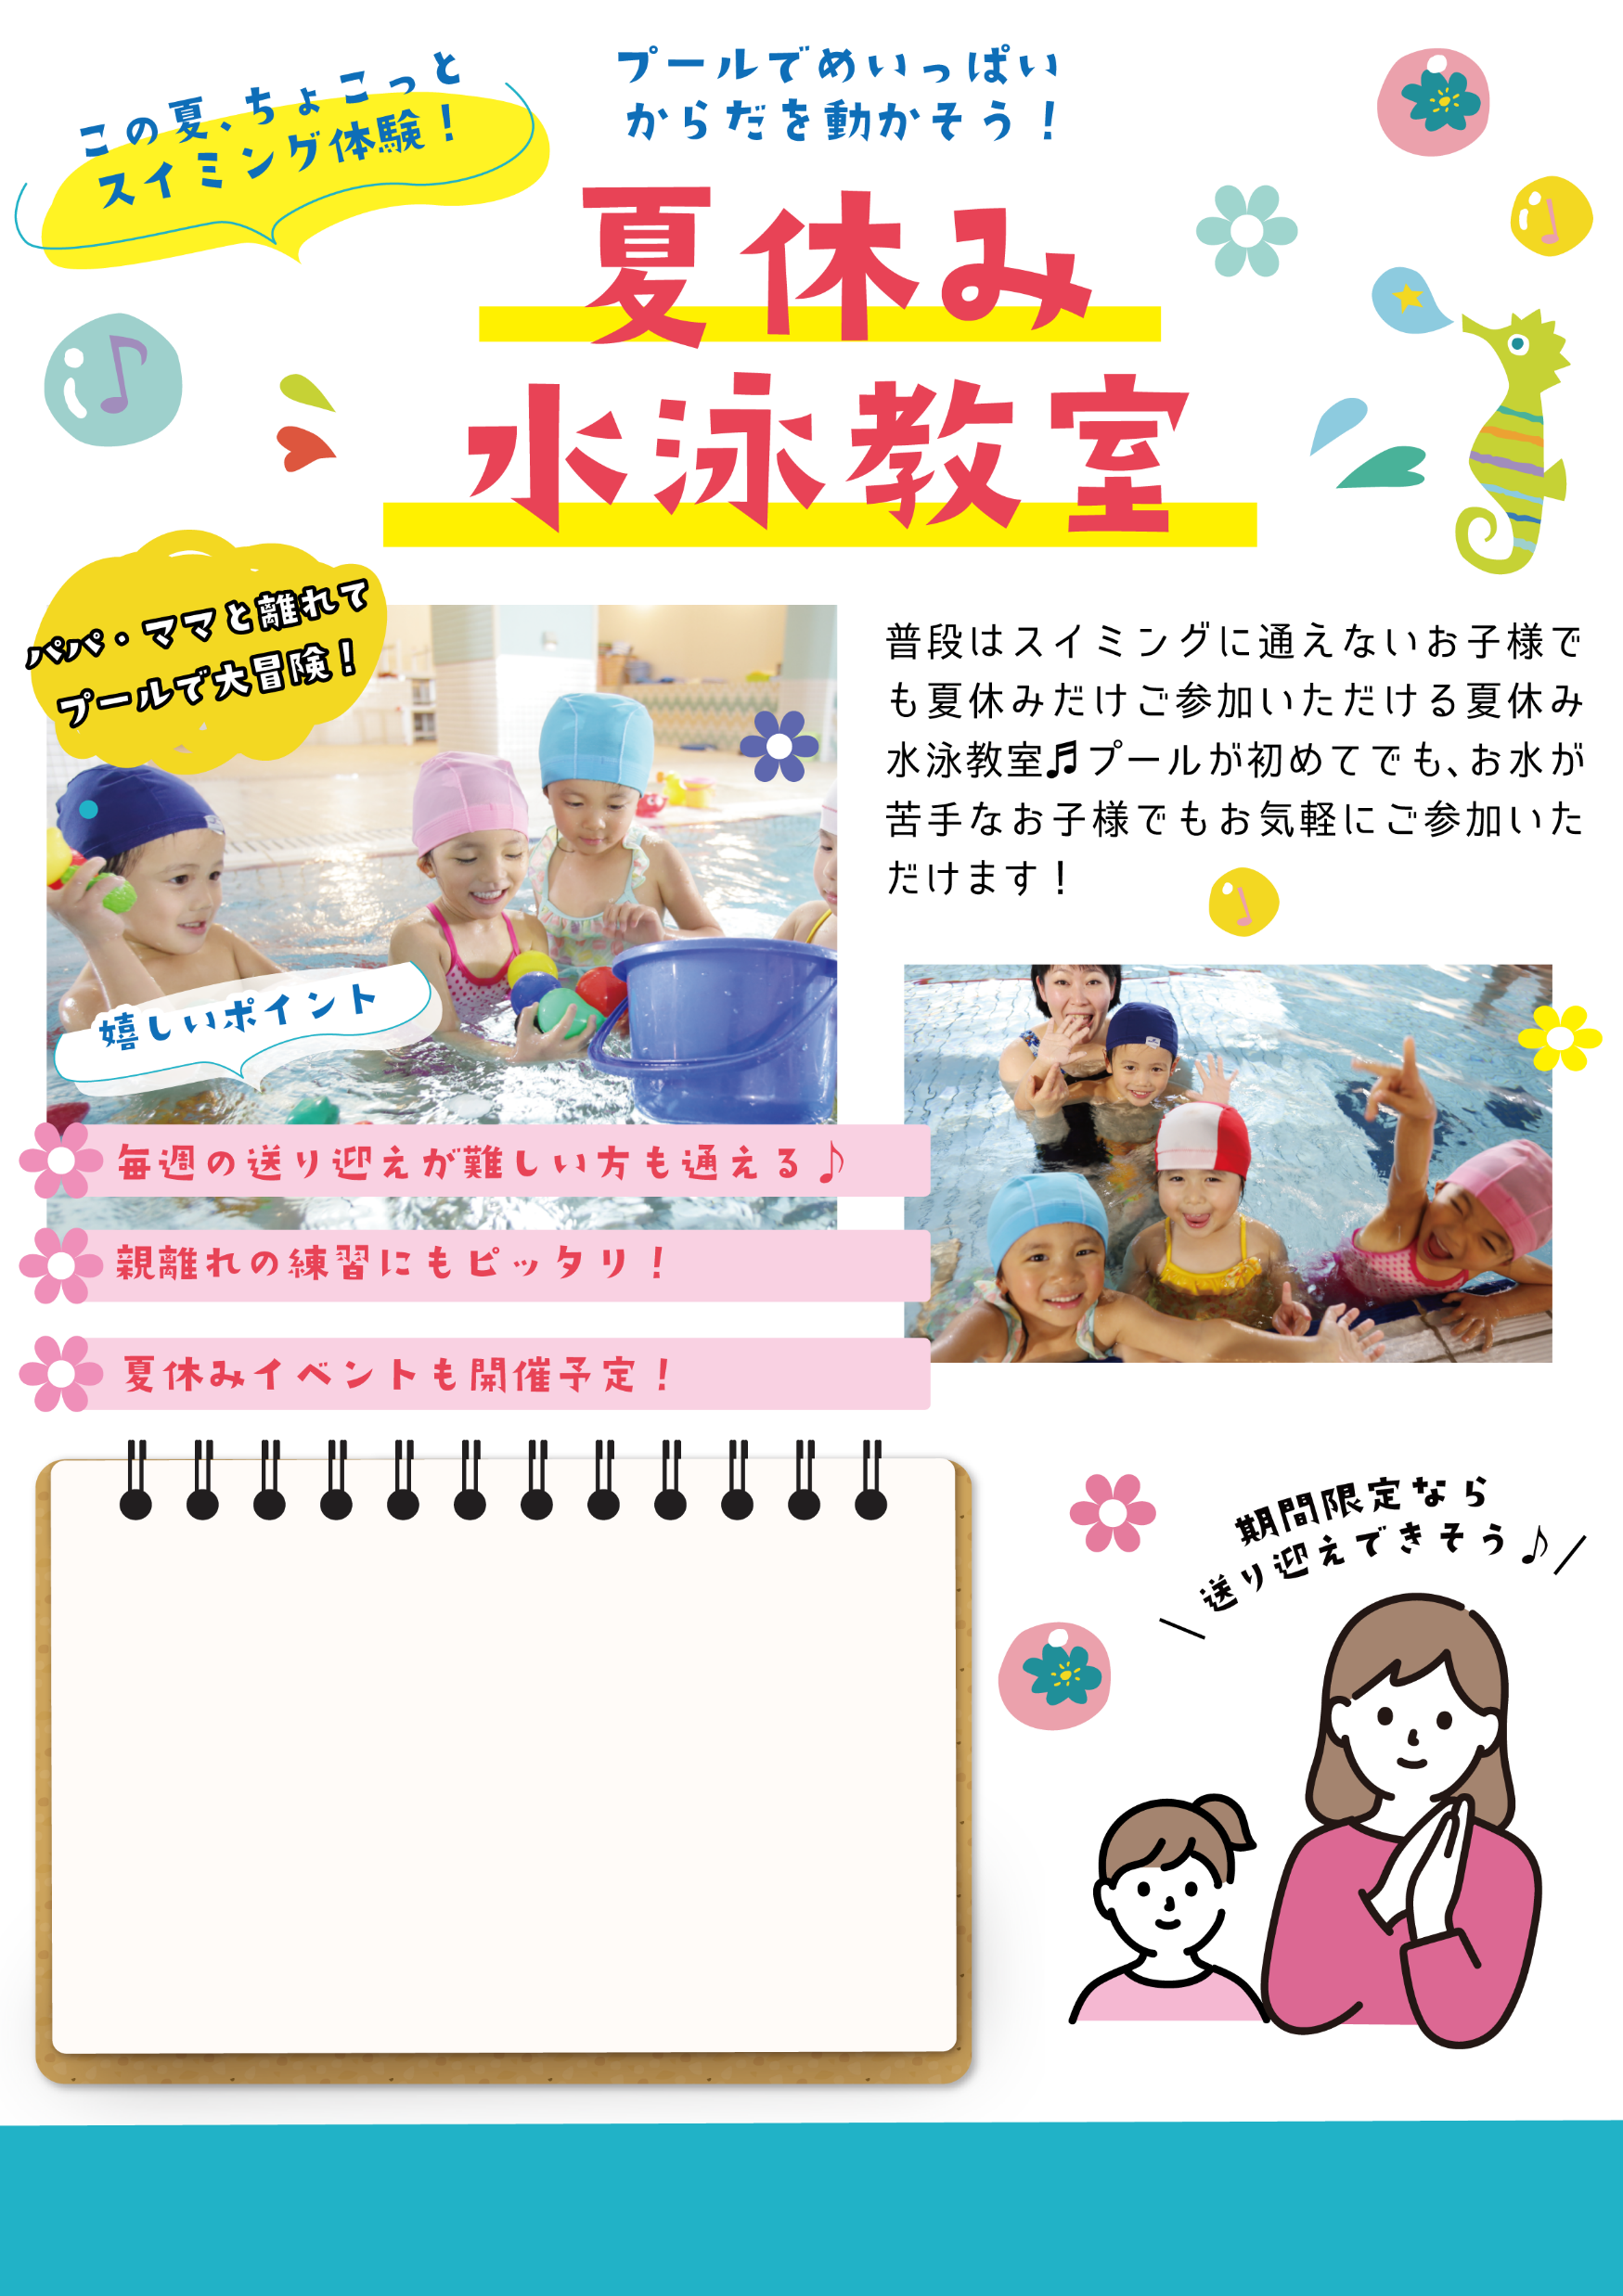 この夏、ちょこっと
スイミング体験！
プールでめいっぱい
からだを動かそう！
夏休み
水泳教室
パパ・ママと離れて
プールで大冒険！
普段はスイミングに通えないお子様で
も夏休みだけご参加いただける夏休み
水泳教室♬プールが初めてでも、お水が
苦手なお子様でもお気軽にご参加いた
だけます！
嬉しいポイント
毎週の送り迎えが難しい方も通える♪
親離れの練習にもピッタリ！
夏休みイベントも開催予定！
期間限定なら
送り迎えできそう♪